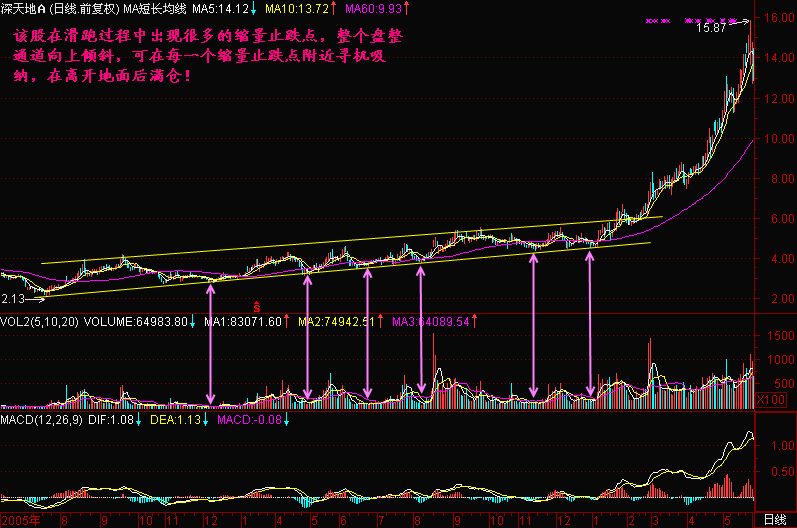 深天地A (日线.前复权) MA短长均线 MA5:14.12↓ MA10:13.72↑ MA60:9.93↑
该股在滑跑过程中出现很多的缩量止跌点，整个盘整
通道向上倾斜，可在每一个缩量止跌点附近寻机吸
纳，在高开地面后满仓！
15.87
16.00
14.00
12.00
10.00
8.00
6.00
4.00
2.00
2.13
S
VOL2(5,10,20) VOLUME:64983.80↓ MA1:83071.60↑ MA2:74942.51↑ MA3:64089.54↑
1500
1000
500
X100
MACD(12,26,9) DIF:1.08↓ DEA:1.13↓ MACD:-0.08↓
1.00
0.50
2005年 8 9 10 11 12 2006年 4 5 6 7 8 9 10 11 12 1 2 3 4 5 日线